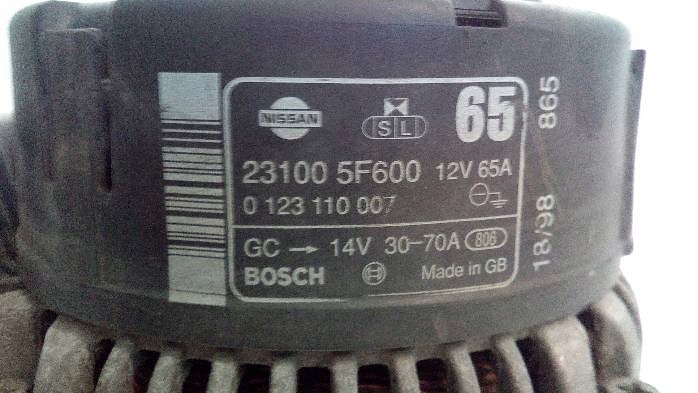 NISSAN
S L
65
23100 5F600 12V 65A
0 123 110 007
GC → 14V 30-70A 806
BOSCH Made in GB
18/98 865